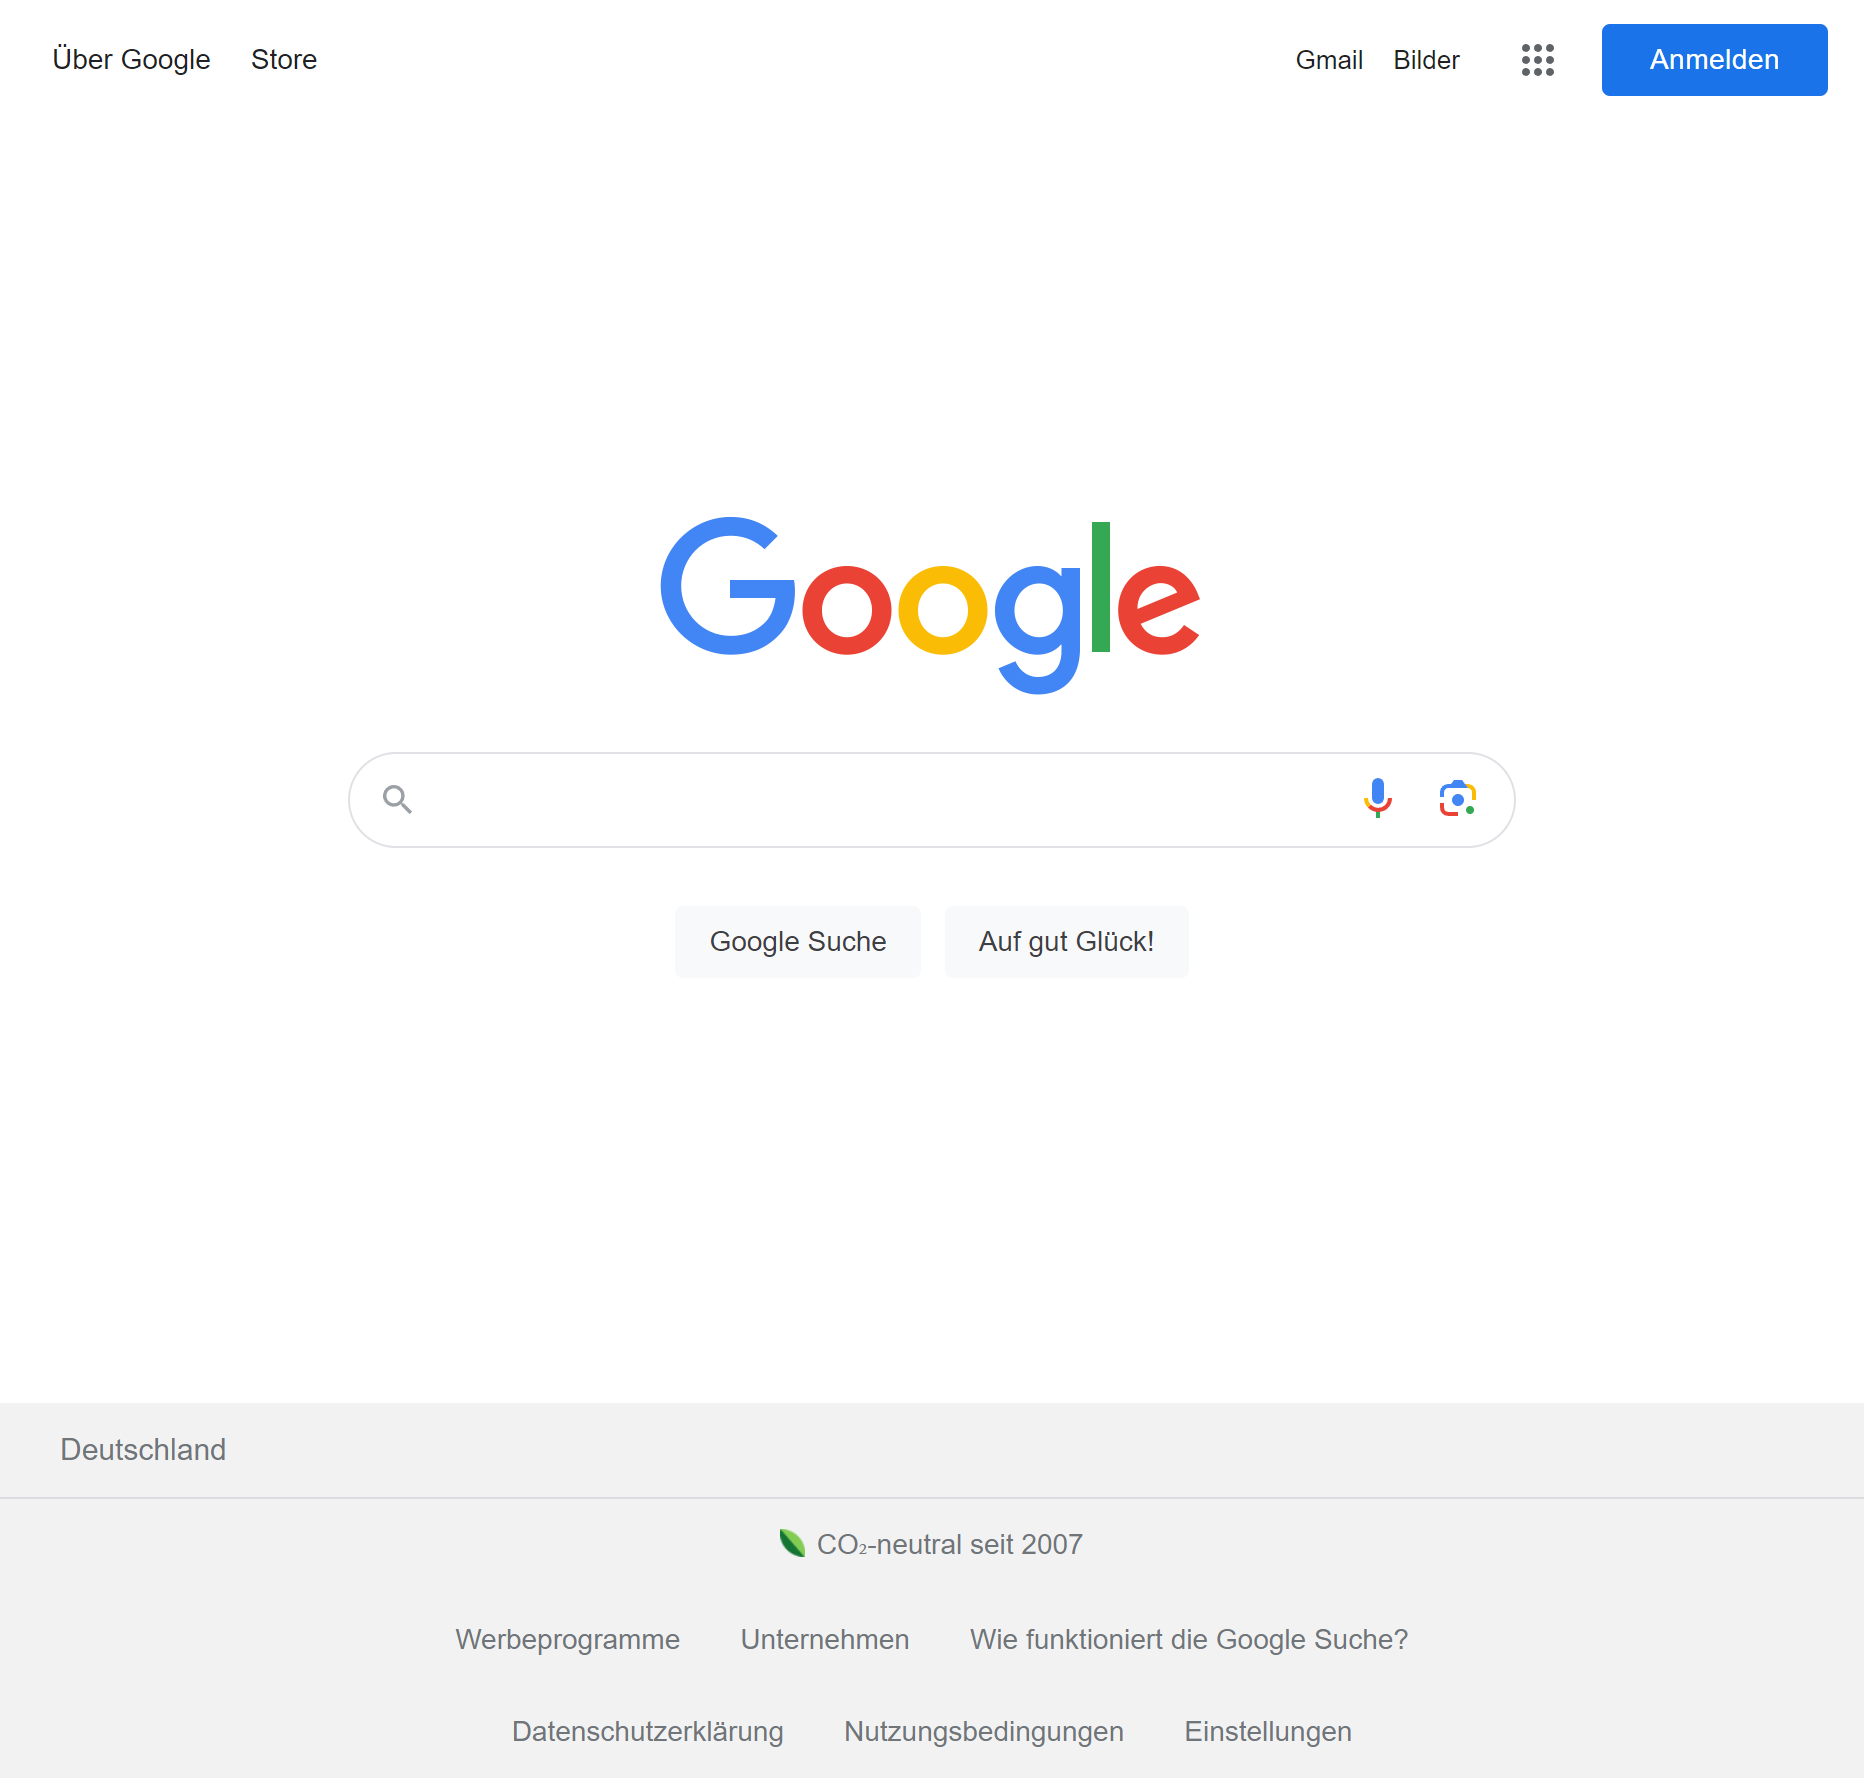 Über Google Store Gmail Bilder Anmelden
Google
Google Suche Auf gut Glück!
Deutschland
CO₂-neutral seit 2007
Werbeprogramme Unternehmen Wie funktioniert die Google Suche?
Datenschutzerklärung Nutzungsbedingungen Einstellungen